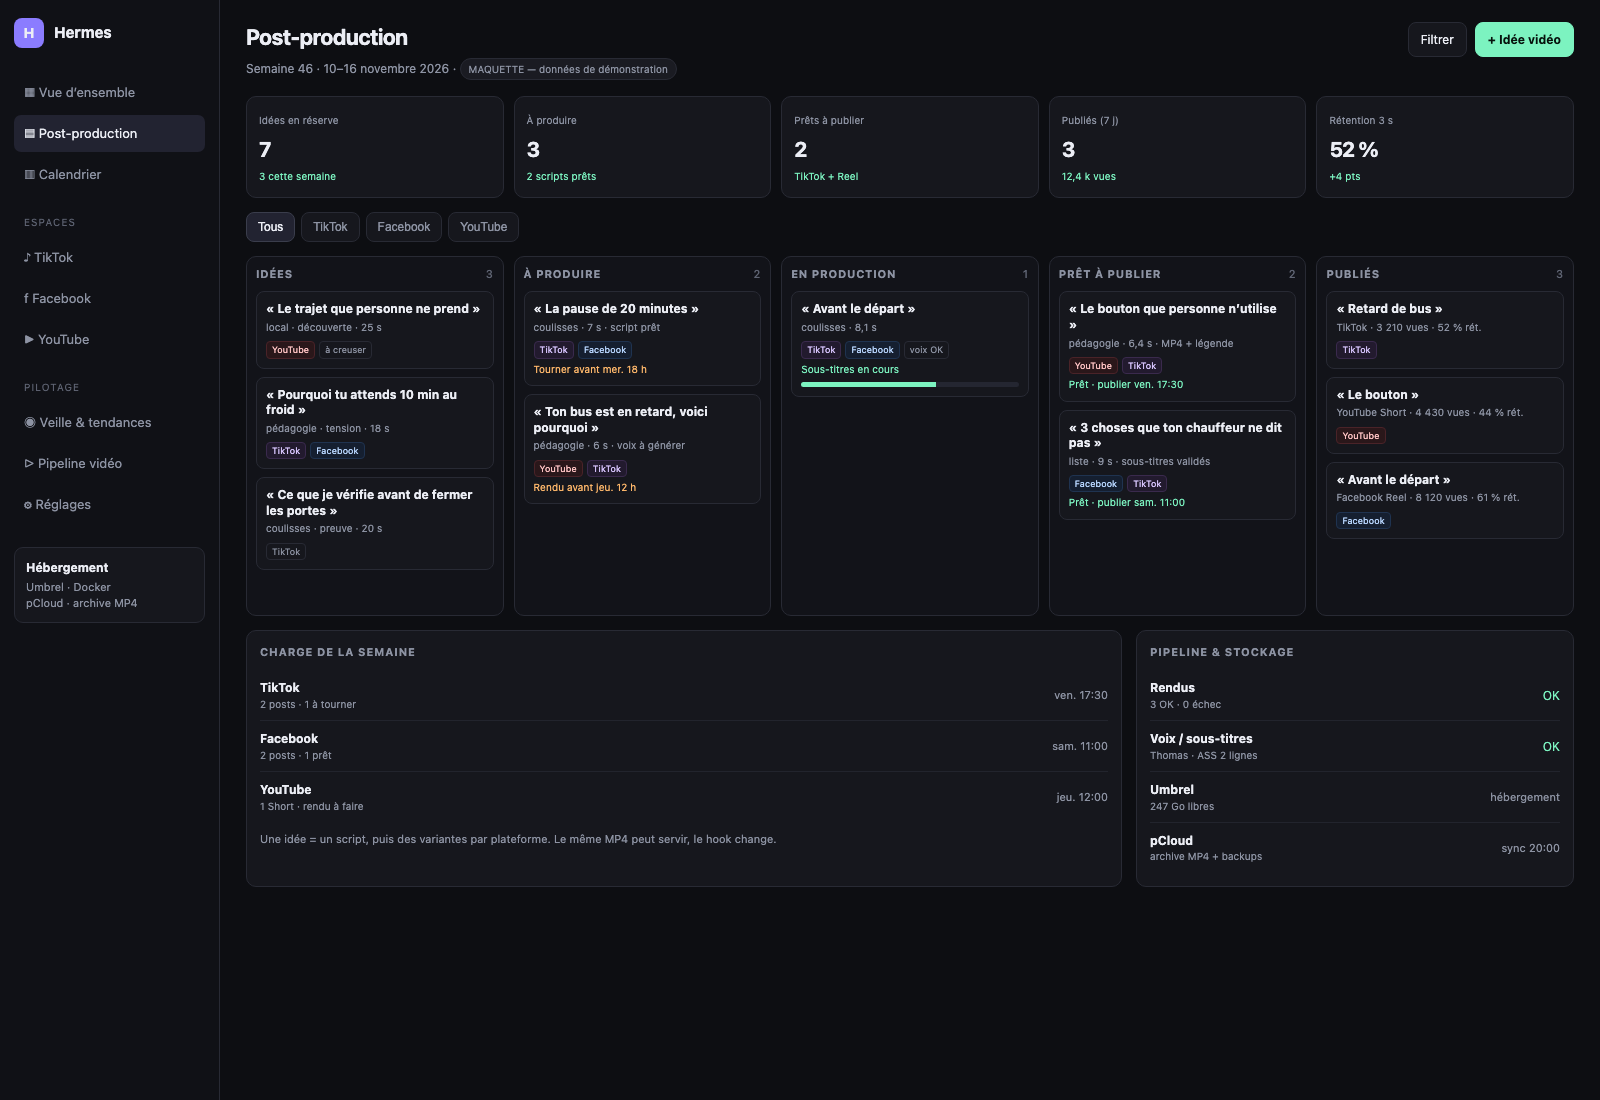 H Hermes
Vue d'ensemble
Post-production
Calendrier
ESPACES
♪ TikTok
f Facebook
▶ YouTube
PILOTAGE
◉ Veille & tendances
▷ Pipeline vidéo
⚙ Réglages
Hébergement
Umbrel · Docker
pCloud · archive MP4
Post-production
Semaine 46 · 10–16 novembre 2026 · MAQUETTE — données de démonstration
Filtrer
+ Idée vidéo
Idées en réserve
7
3 cette semaine
À produire
3
2 scripts prêts
Prêts à publier
2
TikTok + Reel
Publiés (7 j)
3
12,4 k vues
Rétention 3 s
52 %
+4 pts
Tous
TikTok
Facebook
YouTube
IDÉES 3
« Le trajet que personne ne prend »
local · découverte · 25 s
YouTube à creuser
« Pourquoi tu attends 10 min au
froid »
pédagogie · tension · 18 s
TikTok Facebook
« Ce que je vérifie avant de fermer
les portes »
coulisses · preuve · 20 s
TikTok
À PRODUIRE 2
« La pause de 20 minutes »
coulisses · 7 s · script prêt
TikTok Facebook
Tourner avant mer. 18 h
« Ton bus est en retard, voici
pourquoi »
pédagogie · 6 s · voix à générer
YouTube TikTok
Rendu avant jeu. 12 h
EN PRODUCTION 1
« Avant le départ »
coulisses · 8,1 s
TikTok Facebook voix OK
Sous-titres en cours
PRÊT À PUBLIER 2
« Le bouton que personne n'utilise
»
pédagogie · 6,4 s · MP4 + légende
YouTube TikTok
Prêt · publier ven. 17:30
« 3 choses que ton chauffeur ne dit
pas »
liste · 9 s · sous-titres validés
Facebook TikTok
Prêt · publier sam. 11:00
PUBLIÉS 3
« Retard de bus »
TikTok · 3 210 vues · 52 % rét.
TikTok
« Le bouton »
YouTube Short · 4 430 vues · 44 % rét.
YouTube
« Avant le départ »
Facebook Reel · 8 120 vues · 61 % rét.
Facebook
CHARGE DE LA SEMAINE
TikTok
2 posts · 1 à tourner
ven. 17:30
Facebook
2 posts · 1 prêt
sam. 11:00
YouTube
1 Short · rendu à faire
jeu. 12:00
Une idée = un script, puis des variantes par plateforme. Le même MP4 peut servir, le hook change.
PIPELINE & STOCKAGE
Rendus
3 OK · 0 échec
OK
Voix / sous-titres
Thomas · ASS 2 lignes
OK
Umbrel
247 Go libres
hébergement
pCloud
archive MP4 + backups
sync 20:00